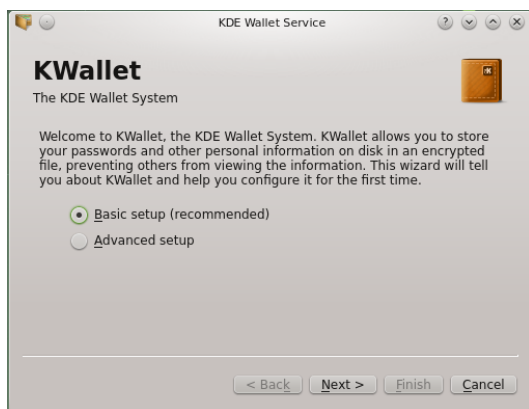 KDE Wallet Service
KWallet
The KDE Wallet System
Welcome to KWallet, the KDE Wallet System. KWallet allows you to store
your passwords and other personal information on disk in an encrypted
file, preventing others from viewing the information. This wizard will tell
you about KWallet and help you configure it for the first time.
Basic setup (recommended)
Advanced setup
< Back Next > Finish Cancel